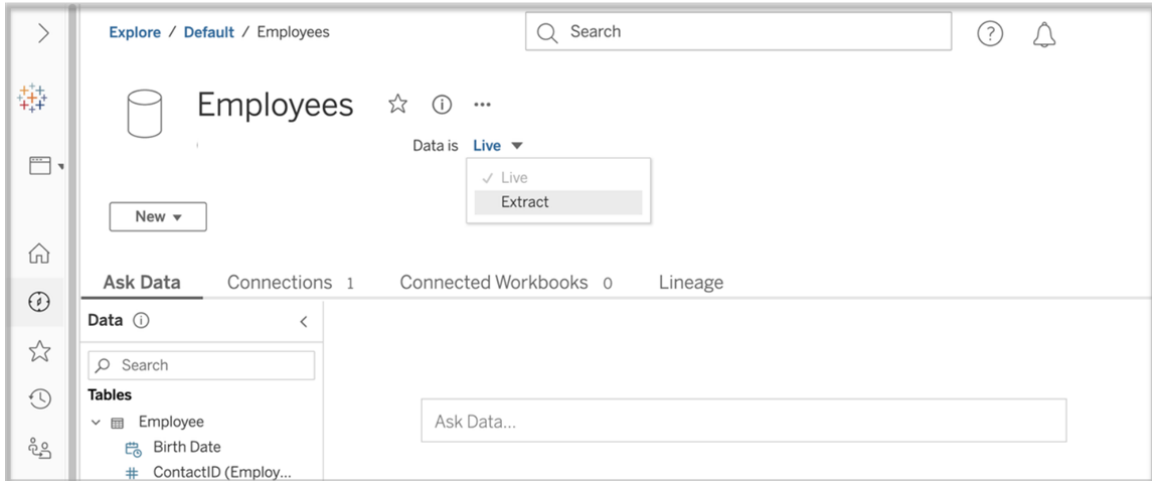 Explore / Default / Employees
Search
Employees
Data is Live
Live
Extract
New
Ask Data
Connections 1
Connected Workbooks 0
Lineage
Data
Search
Tables
Employee
Birth Date
ContactID (Employ...
Ask Data...